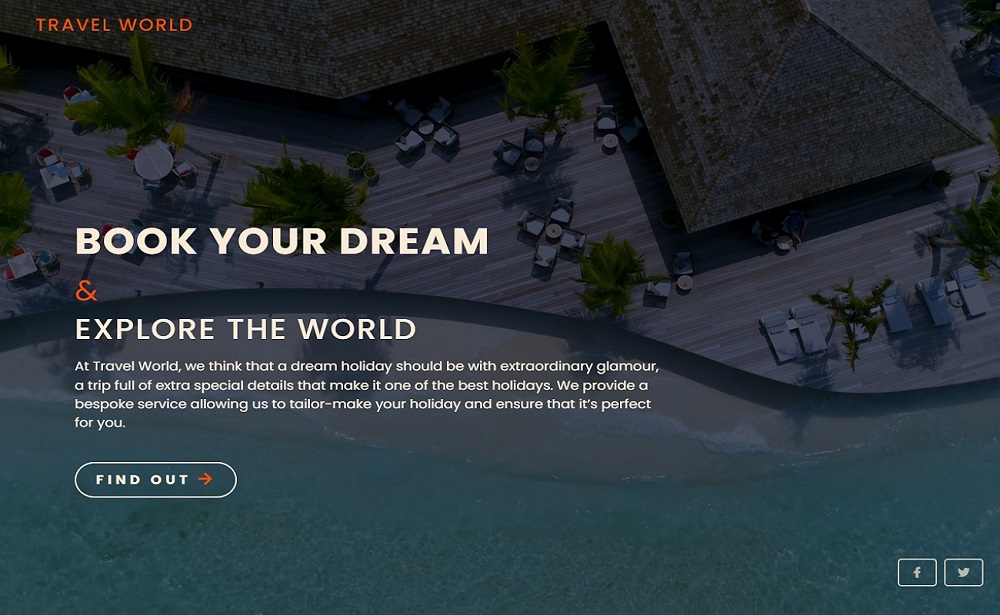 TRAVEL WORLD
BOOK YOUR DREAM
&
EXPLORE THE WORLD
At Travel World, we think that a dream holiday should be with extraordinary glamour,
a trip full of extra special details that make it one of the best holidays. We provide a
bespoke service allowing us to tailor-make your holiday and ensure that it’s perfect
for you.
FIND OUT →